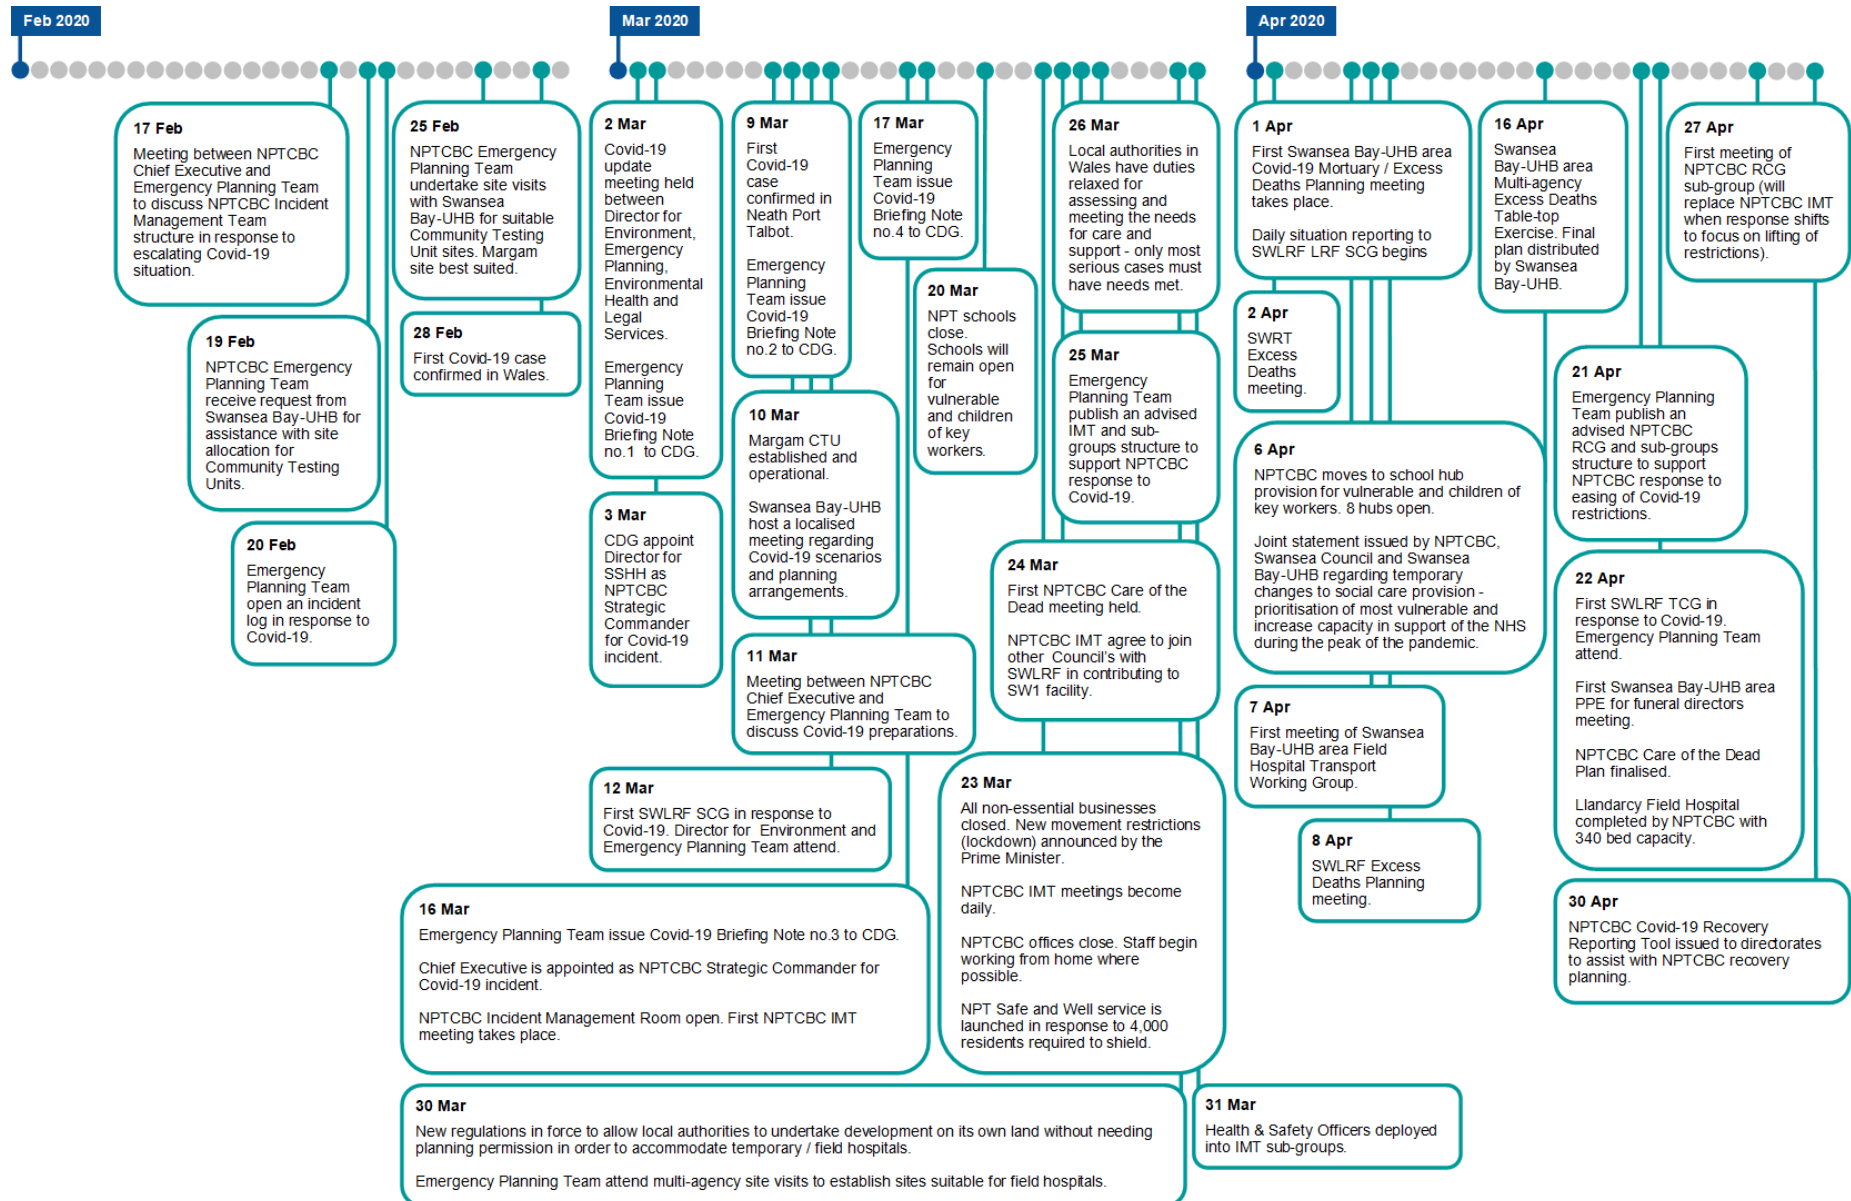 Feb 2020
Mar 2020
Apr 2020
17 Feb
Meeting between NPTCBC
Chief Executive and
Emergency Planning Team
to discuss NPTCBC Incident
Management Team
structure in response to
escalating Covid-19
situation.
19 Feb
NPTCBC Emergency
Planning Team
receive request from
Swansea Bay-UHB for
assistance with site
allocation for
Community Testing
Units.
20 Feb
Emergency
Planning Team
open an incident
log in response to
Covid-19.
25 Feb
NPTCBC Emergency
Planning Team
undertake site visits
with Swansea
Bay-UHB for suitable
Community Testing
Unit sites. Margam
site best suited.
28 Feb
First Covid-19 case
confirmed in Wales.
2 Mar
Covid-19
update
meeting held
between
Director for
Environment,
Emergency
Planning,
Environmental
Health and
Legal
Services.
Emergency
Planning
Team issue
Covid-19
Briefing Note
no.1 to CDG.
3 Mar
CDG appoint
Director for
SSHH as
NPTCBC
Strategic
Commander
for Covid-19
incident.
9 Mar
First
Covid-19
case
confirmed in
Neath Port
Talbot.
Emergency
Planning
Team issue
Covid-19
Briefing Note
no.2 to CDG.
10 Mar
Margam CTU
established and
operational.
Swansea Bay-UHB
host a localised
meeting regarding
Covid-19 scenarios
and planning
arrangements.
11 Mar
Meeting between NPTCBC
Chief Executive and
Emergency Planning Team to
discuss Covid-19 preparations.
12 Mar
First SWLRF SCG in response to
Covid-19. Director for Environment and
Emergency Planning Team attend.
16 Mar
Emergency Planning Team issue Covid-19 Briefing Note no.3 to CDG.
Chief Executive is appointed as NPTCBC Strategic Commander for
Covid-19 incident.
NPTCBC Incident Management Room open. First NPTCBC IMT
meeting takes place.
17 Mar
Emergency
Planning
Team issue
Covid-19
Briefing Note
no.4 to CDG.
20 Mar
NPT schools
close.
Schools will
remain open
for
vulnerable
and children
of key
workers.
23 Mar
All non-essential businesses
closed. New movement restrictions
(lockdown) announced by the
Prime Minister.
NPTCBC IMT meetings become
daily.
NPTCBC offices close. Staff begin
working from home where
possible.
NPT Safe and Well service is
launched in response to 4,000
residents required to shield.
24 Mar
First NPTCBC Care of the
Dead meeting held.
NPTCBC IMT agree to join
other Council's with
SWLRF in contributing to
SW1 facility.
25 Mar
Emergency
Planning Team
publish an advised
IMT and sub-
groups structure to
support NPTCBC
response to
Covid-19.
26 Mar
Local authorities in
Wales have duties
relaxed for
assessing and
meeting the needs
for care and
support - only most
serious cases must
have needs met.
30 Mar
New regulations in force to allow local authorities to undertake development on its own land without needing
planning permission in order to accommodate temporary / field hospitals.
Emergency Planning Team attend multi-agency site visits to establish sites suitable for field hospitals.
31 Mar
Health & Safety Officers deployed
into IMT sub-groups.
1 Apr
First Swansea Bay-UHB area
Covid-19 Mortuary / Excess
Deaths Planning meeting
takes place.
Daily situation reporting to
SWLRF LRF SCG begins
2 Apr
SWRT
Excess
Deaths
meeting.
6 Apr
NPTCBC moves to school hub
provision for vulnerable and children of
key workers. 8 hubs open.
Joint statement issued by NPTCBC,
Swansea Council and Swansea
Bay-UHB regarding temporary
changes to social care provision -
prioritisation of most vulnerable and
increase capacity in support of the NHS
during the peak of the pandemic.
7 Apr
First meeting of Swansea
Bay-UHB area Field
Hospital Transport
Working Group.
8 Apr
SWLRF Excess
Deaths Planning
meeting.
16 Apr
Swansea
Bay-UHB area
Multi-agency
Excess Deaths
Table-top
Exercise. Final
plan distributed
by Swansea
Bay-UHB.
21 Apr
Emergency Planning
Team publish an
advised NPTCBC
RCG and sub-groups
structure to support
NPTCBC response to
easing of Covid-19
restrictions.
22 Apr
First SWLRF TCG in
response to Covid-19.
Emergency Planning Team
attend.
First Swansea Bay-UHB area
PPE for funeral directors
meeting.
NPTCBC Care of the Dead
Plan finalised.
Llandarcy Field Hospital
completed by NPTCBC with
340 bed capacity.
27 Apr
First meeting of
NPTCBC RCG
sub-group (will
replace NPTCBC IMT
when response shifts
to focus on lifting of
restrictions).
30 Apr
NPTCBC Covid-19 Recovery
Reporting Tool issued to directorates
to assist with NPTCBC recovery
planning.